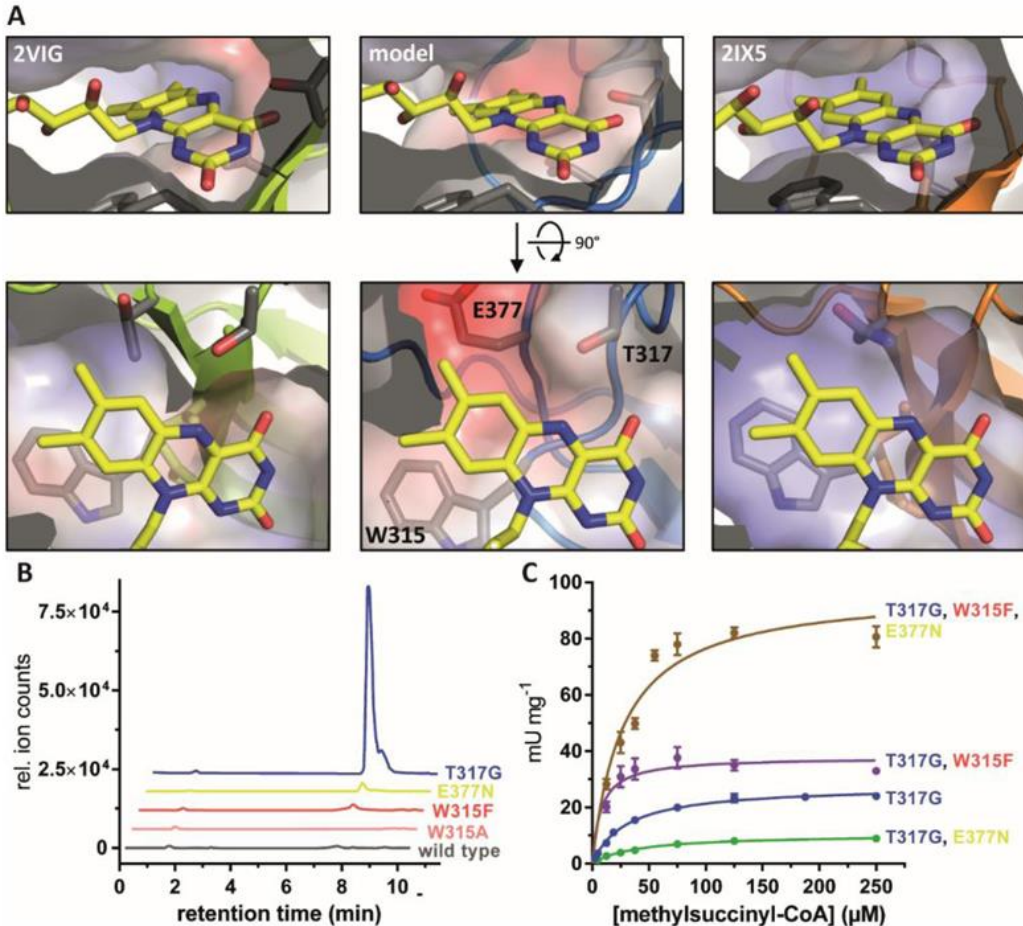 A
2VIG
model
2IX5
90°
E377
T317
W315
B
7.5×10⁴
5.0×10⁴
2.5×10⁴
0
rel. ion counts
T317G
E377N
W315F
W315A
wild type
0 2 4 6 8 10
retention time (min)
C
100
80
60
40
20
0
mU mg⁻¹
T317G, W315F,
E377N
T317G, W315F
T317G
T317G, E377N
0 50 100 150 200 250
[methylsuccinyl-CoA] (µM)